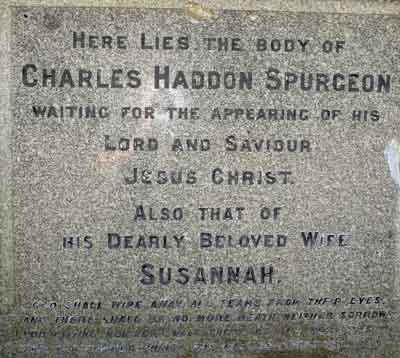 HERE LIES THE BODY OF
CHARLES HADDON SPURGEON
WAITING FOR THE APPEARING OF HIS
LORD AND SAVIOUR
JESUS CHRIST.
ALSO THAT OF
HIS DEARLY BELOVED WIFE
SUSANNAH.
SHALL WIPE AWAY ALL TEARS FROM THEIR EYES.
AND THERE SHALL BE NO MORE DEATH, NEITHER SORROW